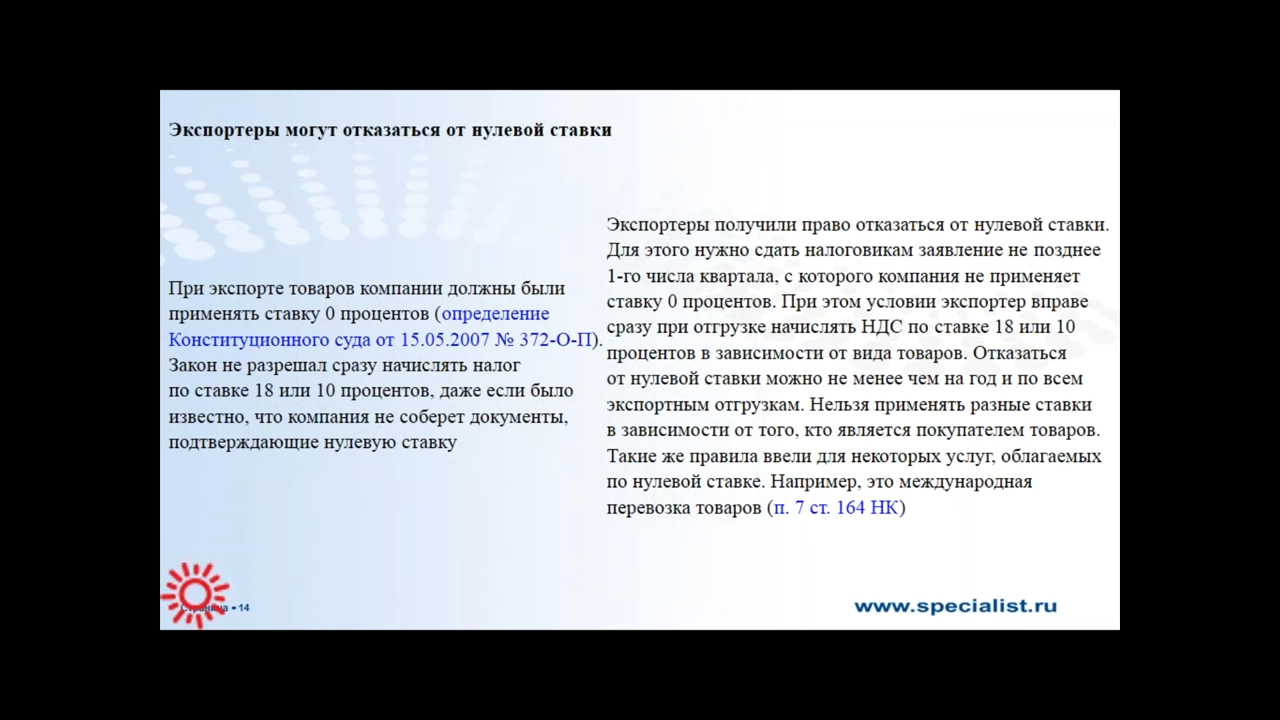 Экспортеры могут отказаться от нулевой ставки
При экспорте товаров компании должны были
применять ставку 0 процентов (определение
Конституционного суда от 15.05.2007 № 372-О-П).
Закон не разрешал сразу начислять налог
по ставке 18 или 10 процентов, даже если было
известно, что компания не соберет документы,
подтверждающие нулевую ставку
Экспортеры получили право отказаться от нулевой ставки.
Для этого нужно сдать налоговикам заявление не позднее
1-го числа квартала, с которого компания не применяет
ставку 0 процентов. При этом условии экспортер вправе
сразу при отгрузке начислять НДС по ставке 18 или 10
процентов в зависимости от вида товаров. Отказаться
от нулевой ставки можно не менее чем на год и по всем
экспортным отгрузкам. Нельзя применять разные ставки
в зависимости от того, кто является покупателем товаров.
Такие же правила ввели для некоторых услуг, облагаемых
по нулевой ставке. Например, это международная
перевозка товаров (п. 7 ст. 164 НК)
Страница ▪ 14
www.specialist.ru